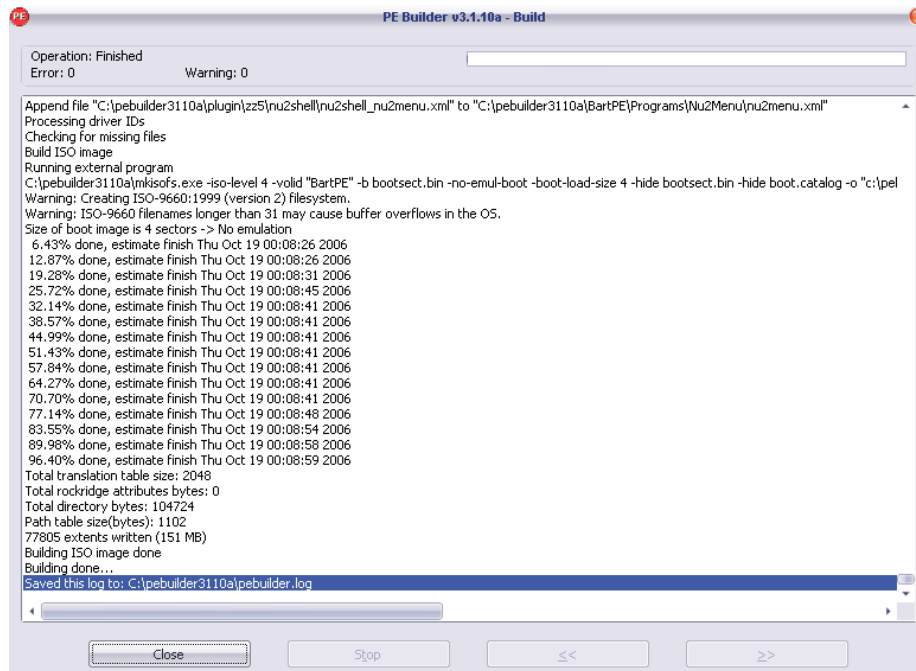 PE
PE Builder v3.1.10a - Build
Operation: Finished
Error: 0 Warning: 0
Append file "C:\pebuilder3110a\plugin\zz5\nu2shell\nu2shell_nu2menu.xml" to "C:\pebuilder3110a\BartPE\Programs\Nu2Menu\nu2menu.xml"
Processing driver IDs
Checking for missing files
Build ISO image
Running external program
C:\pebuilder3110a\mkisofs.exe -iso-level 4 -volid "BartPE" -b bootsect.bin -no-emul-boot -boot-load-size 4 -hide bootsect.bin -hide boot.catalog -o "c:\pel
Warning: Creating ISO-9660:1999 (version 2) filesystem.
Warning: ISO-9660 filenames longer than 31 may cause buffer overflows in the OS.
Size of boot image is 4 sectors -> No emulation
6.43% done, estimate finish Thu Oct 19 00:08:26 2006
12.87% done, estimate finish Thu Oct 19 00:08:26 2006
19.28% done, estimate finish Thu Oct 19 00:08:31 2006
25.72% done, estimate finish Thu Oct 19 00:08:45 2006
32.14% done, estimate finish Thu Oct 19 00:08:41 2006
38.57% done, estimate finish Thu Oct 19 00:08:41 2006
44.99% done, estimate finish Thu Oct 19 00:08:41 2006
51.43% done, estimate finish Thu Oct 19 00:08:41 2006
57.84% done, estimate finish Thu Oct 19 00:08:41 2006
64.27% done, estimate finish Thu Oct 19 00:08:41 2006
70.70% done, estimate finish Thu Oct 19 00:08:41 2006
77.14% done, estimate finish Thu Oct 19 00:08:48 2006
83.55% done, estimate finish Thu Oct 19 00:08:54 2006
89.98% done, estimate finish Thu Oct 19 00:08:58 2006
96.40% done, estimate finish Thu Oct 19 00:08:59 2006
Total translation table size: 2048
Total rockridge attributes bytes: 0
Total directory bytes: 104724
Path table size(bytes): 1102
77805 extents written (151 MB)
Building ISO image done
Building done...
Saved this log to: C:\pebuilder3110a\pebuilder.log
Close Stop << >>